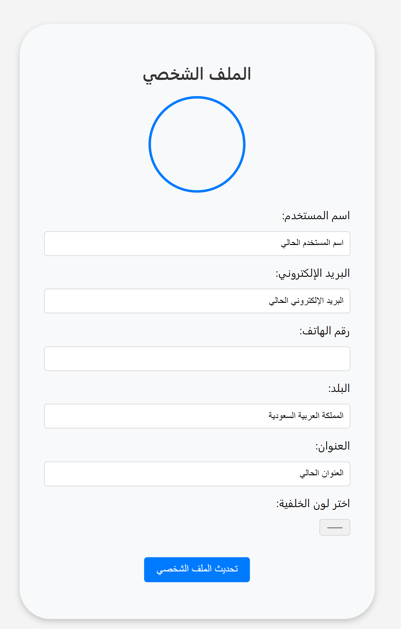 الملف الشخصي
اسم المستخدم:
اسم المستخدم الحالي
البريد الإلكتروني:
البريد الإلكتروني الحالي
رقم الهاتف:
البلد:
المملكة العربية السعودية
العنوان:
العنوان الحالي
اختر لون الخلفية:
تحديث الملف الشخصي